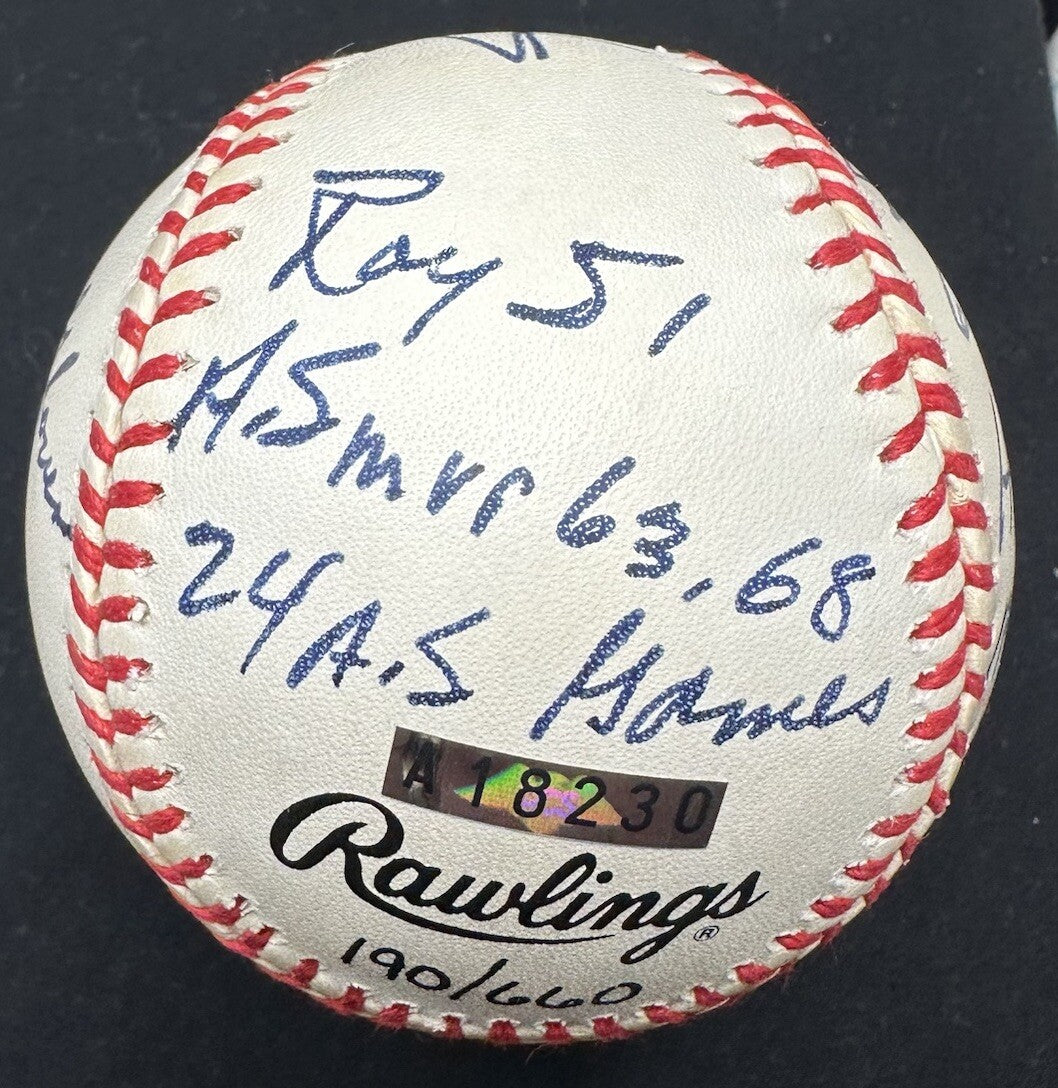 Roy 51
A.S mvp 63, 68
24 A.S Games
A18230
Rawlings®
190/660